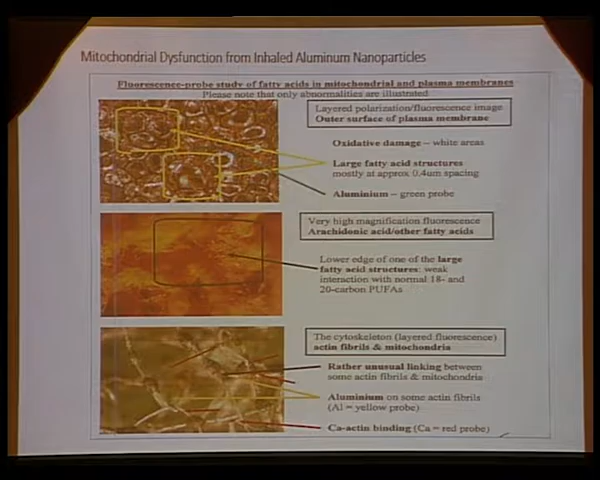 Mitochondrial Dysfunction from Inhaled Aluminum Nanoparticles
Fluorescence-probe study of fatty acids in mitochondrial and plasma membranes
Please note that only abnormalities are illustrated
Layered polarization/fluorescence image
Outer surface of plasma membrane
Oxidative damage – white areas
Large fatty acid structures
mostly at approx 0.4um spacing
Aluminium – green probe
Very high magnification fluorescence
Arachidonic acid/other fatty acids
Lower edge of one of the large
fatty acid structures: weak
interaction with normal 18- and
20-carbon PUFAs
The cytoskeleton (layered fluorescence)
actin fibrils & mitochondria
Rather unusual linking between
some actin fibrils & mitochondria
Aluminium on some actin fibrils
(Al = yellow probe)
Ca-actin binding (Ca = red probe)